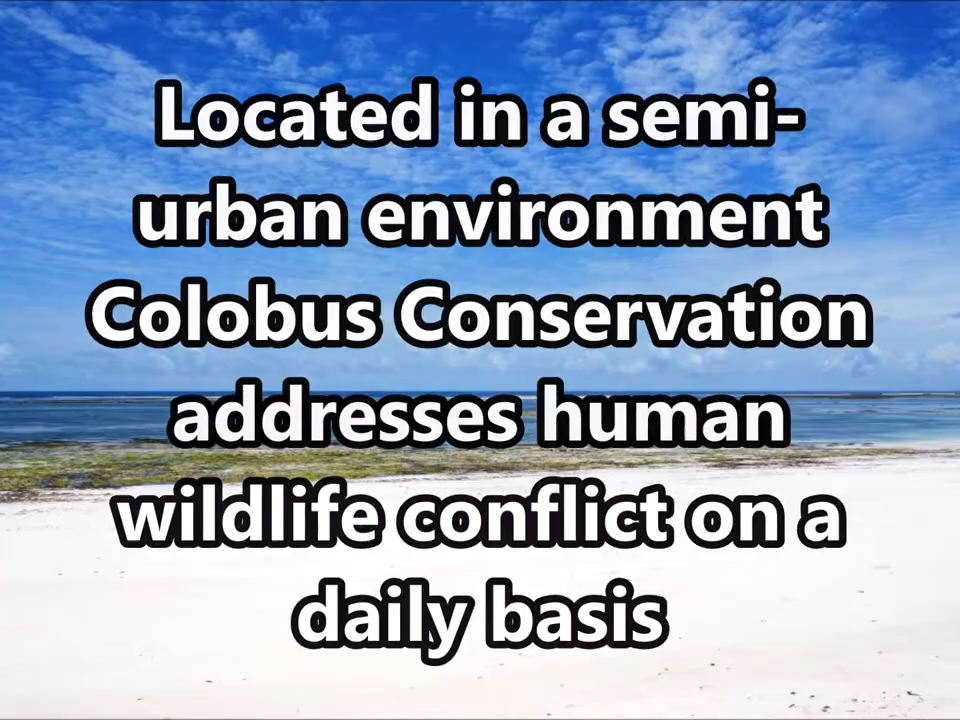 Located in a semi-
urban environment
Colobus Conservation
addresses human
wildlife conflict on a
daily basis